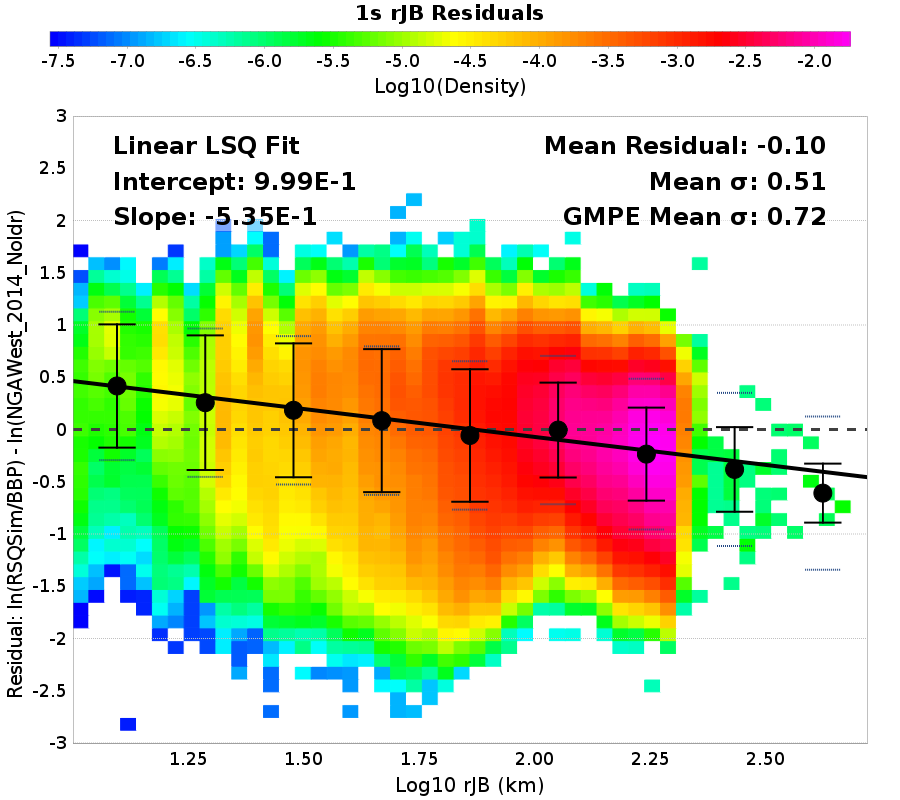 1s rJB Residuals
-7.5 -7.0 -6.5 -6.0 -5.5 -5.0 -4.5 -4.0 -3.5 -3.0 -2.5 -2.0
Log10(Density)
Linear LSQ Fit
Intercept: 9.99E-1
Slope: -5.35E-1
Mean Residual: -0.10
Mean σ: 0.51
GMPE Mean σ: 0.72
Residual: ln(RSQSim/BBP) - ln(NGAWest_2014_NoIdr)
3
2.5
2
1.5
1
0.5
0
-0.5
-1
-1.5
-2
-2.5
-3
1.25 1.50 1.75 2.00 2.25 2.50
Log10 rJB (km)